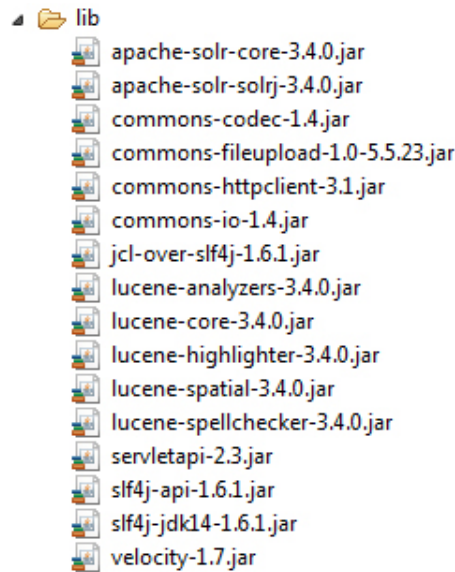 lib
apache-solr-core-3.4.0.jar
apache-solr-solrj-3.4.0.jar
commons-codec-1.4.jar
commons-fileupload-1.0-5.5.23.jar
commons-httpclient-3.1.jar
commons-io-1.4.jar
jcl-over-slf4j-1.6.1.jar
lucene-analyzers-3.4.0.jar
lucene-core-3.4.0.jar
lucene-highlighter-3.4.0.jar
lucene-spatial-3.4.0.jar
lucene-spellchecker-3.4.0.jar
servletapi-2.3.jar
slf4j-api-1.6.1.jar
slf4j-jdk14-1.6.1.jar
velocity-1.7.jar